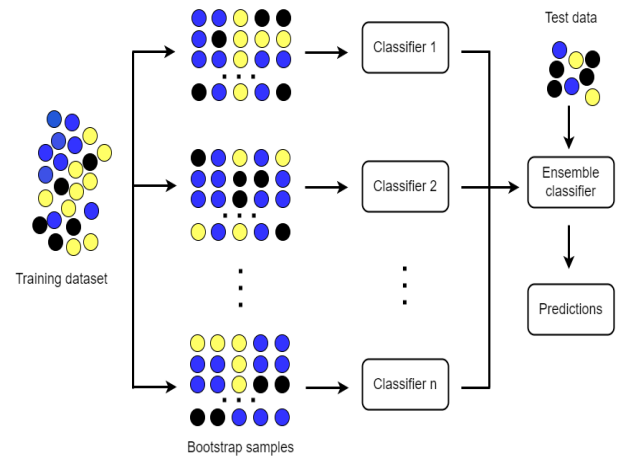 Test data
Classifier 1
Classifier 2
Ensemble
classifier
Training dataset
Predictions
Classifier n
Bootstrap samples